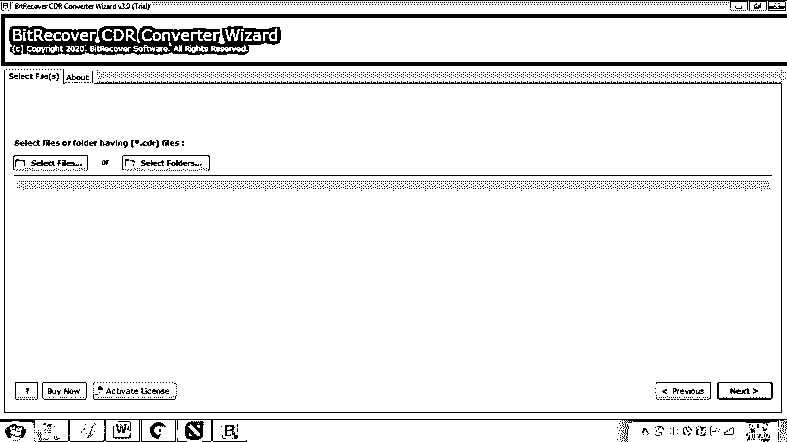 BitRecover CDR Converter Wizard v3.0 (Trial)
BitRecover CDR Converter Wizard
(c) Copyright 2020. BitRecover Software. All Rights Reserved.
Select File(s) About
Select files or folder having (*.cdr) files :
Select Files... or Select Folders...
? Buy Now Activate License < Previous Next >